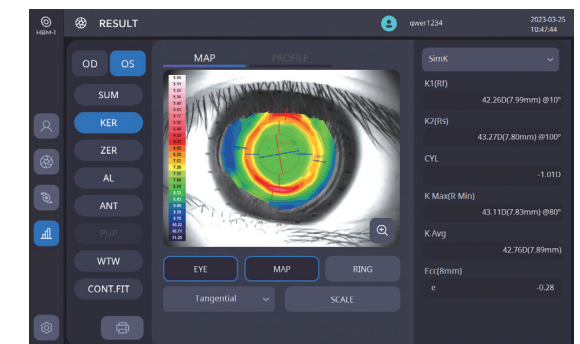 HBM-1
RESULT
qwer1234
2023-03-25
10:47:44
OD
OS
SUM
KER
ZER
AL
ANT
PUP
WTW
CONT.FIT
MAP
PROFILE
EYE
MAP
RING
Tangential
SCALE
SimK
K1(Rf)
42.26D(7.99mm) @10°
K2(Rs)
43.27D(7.80mm) @100°
CYL
-1.01D
K Max(R Min)
43.11D(7.83mm) @80°
K Avg
42.76D(7.89mm)
Ecc(8mm)
e
-0.28